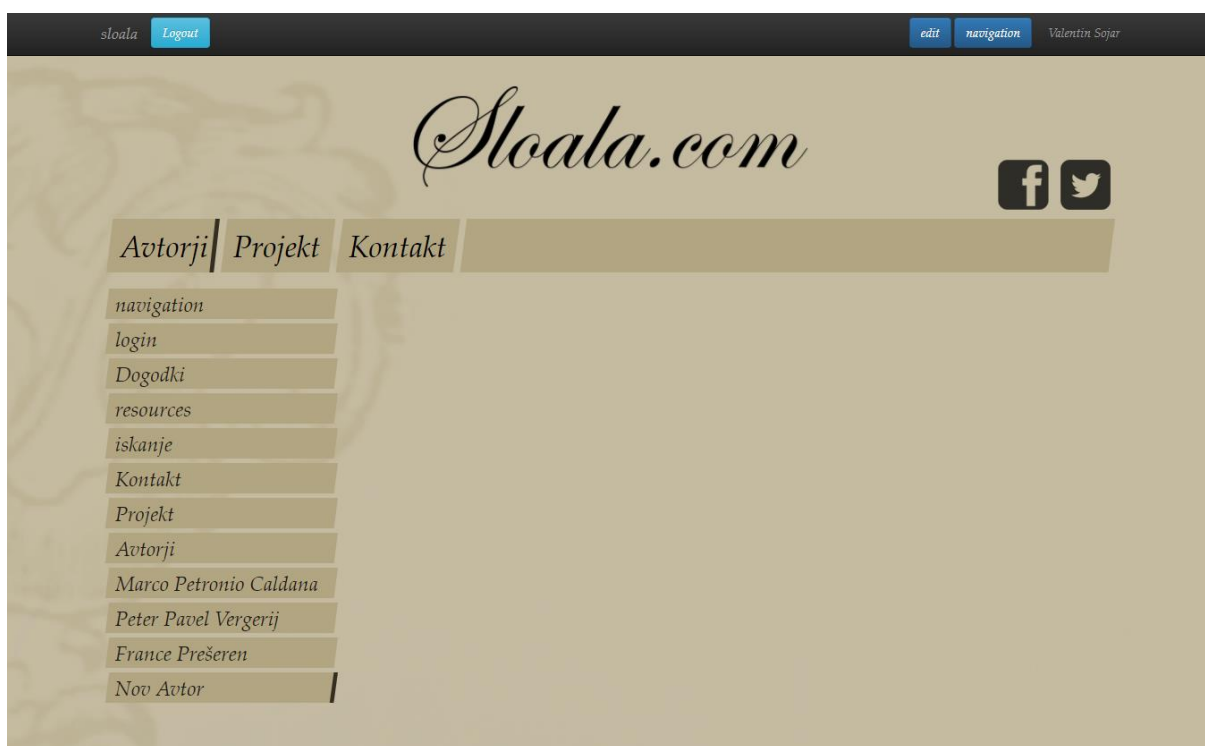 sloala Logout edit navigation Valentin Sojar
Sloala.com
Avtorji Projekt Kontakt
navigation
login
Dogodki
resources
iskanje
Kontakt
Projekt
Avtorji
Marco Petronio Caldana
Peter Pavel Vergerij
France Prešeren
Nov Avtor